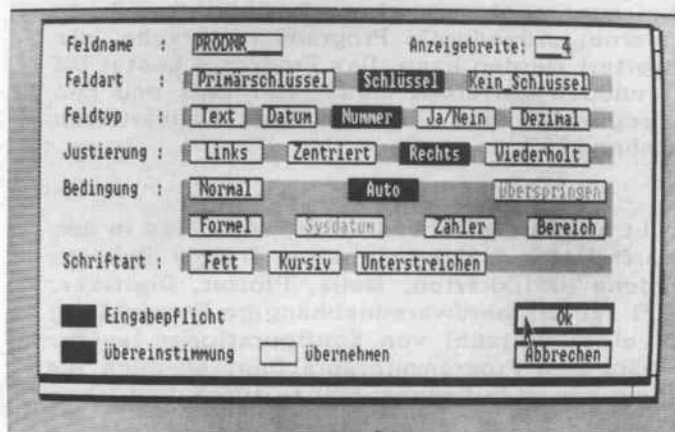 Feldname : PRODNR Anzeigebreite: 4
Feldart : Primärschlüssel Schlüssel Kein Schlüssel
Feldtyp : Text Datum Nummer Ja/Nein Dezimal
Justierung : Links Zentriert Rechts Wiederholt
Bedingung : Normal Auto überspringen
Formel Sysdatum Zähler Bereich
Schriftart : Fett Kursiv Unterstreichen
Eingabepflicht Ok
übereinstimmung übernehmen Abbrechen